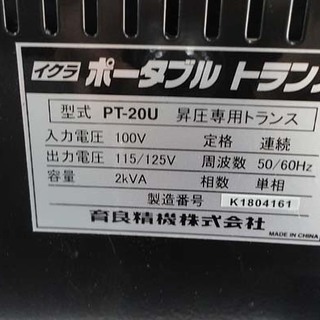 イクラ ポータブル トランス
型式 PT-20U 昇圧専用トランス
入力電圧 100V 定格 連続
出力電圧 115/125V 周波数 50/60Hz
容量 2kVA 相数 単相
製造番号 K1804161
育良精機株式会社
MADE IN CHINA